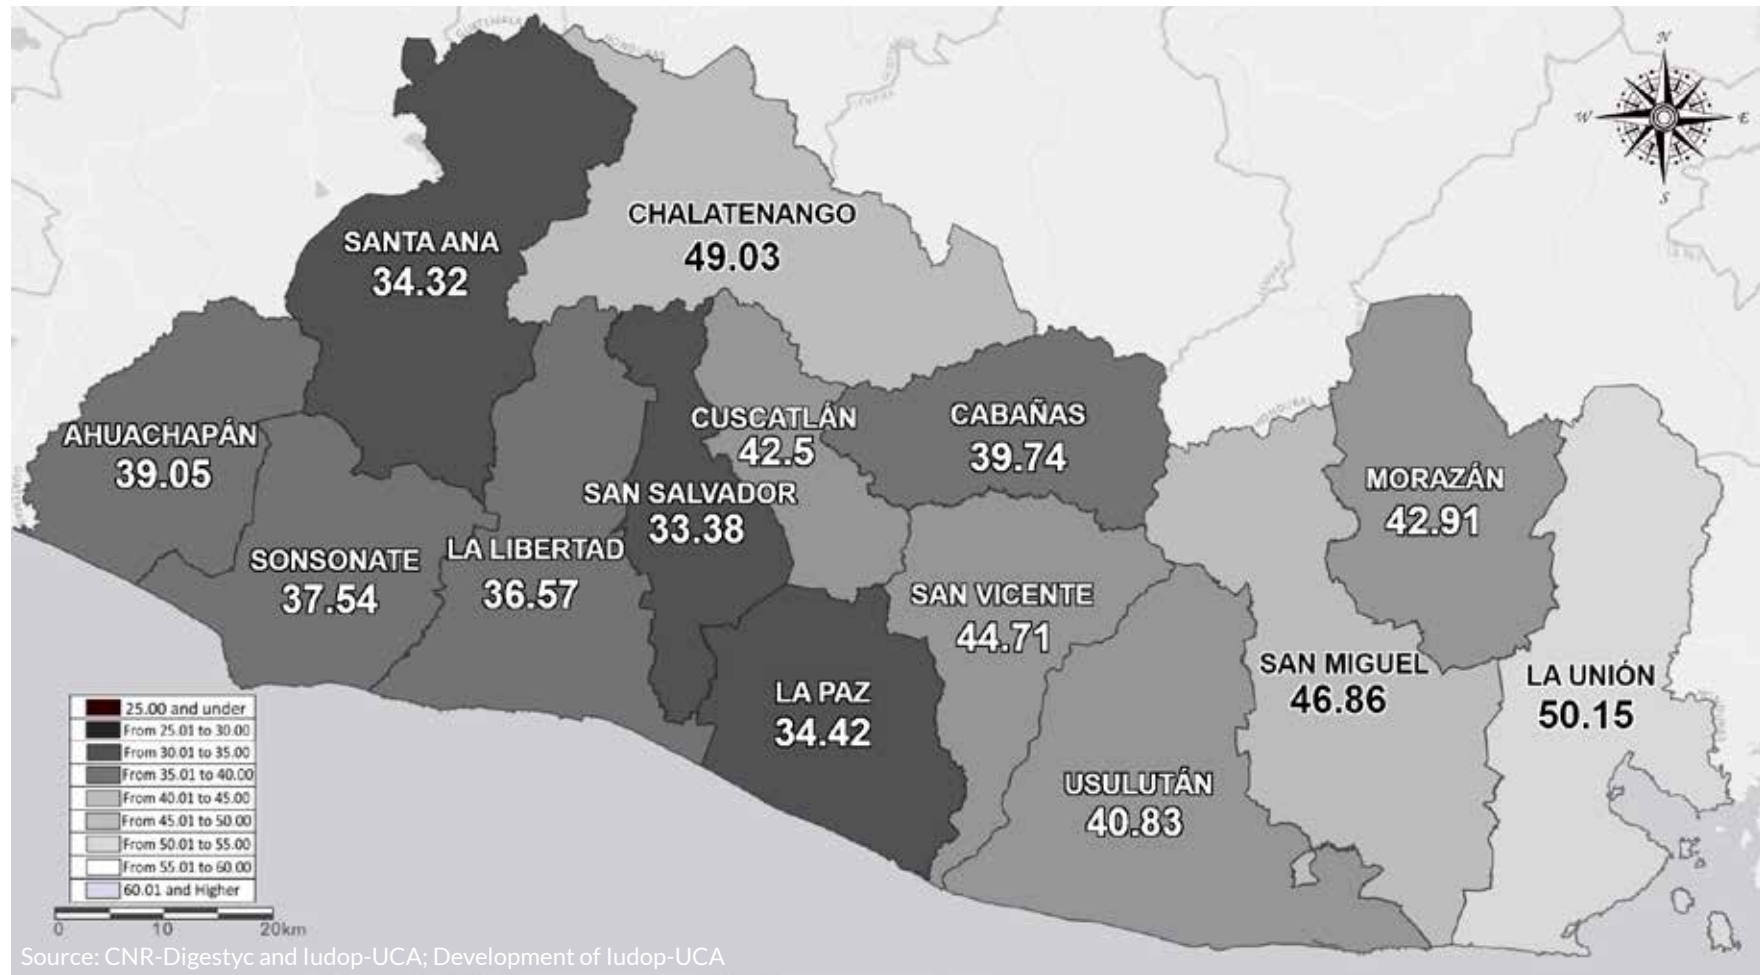 GUATEMALA
HONDURAS
N
W
E
S
CHALATENANGO
49.03
SANTA ANA
34.32
AHUACHAPÁN
39.05
CUSCATLÁN
42.5
CABAÑAS
39.74
SAN SALVADOR
33.38
MORAZÁN
42.91
SONSONATE
37.54
LA LIBERTAD
36.57
SAN VICENTE
44.71
SAN MIGUEL
46.86
LA UNIÓN
50.15
LA PAZ
34.42
USULUTÁN
40.83
25.00 and under
From 25.01 to 30.00
From 30.01 to 35.00
From 35.01 to 40.00
From 40.01 to 45.00
From 45.01 to 50.00
From 50.01 to 55.00
From 55.01 to 60.00
60.01 and Higher
0 10 20km
Source: CNR-Digestyc and Iudop-UCA; Development of Iudop-UCA